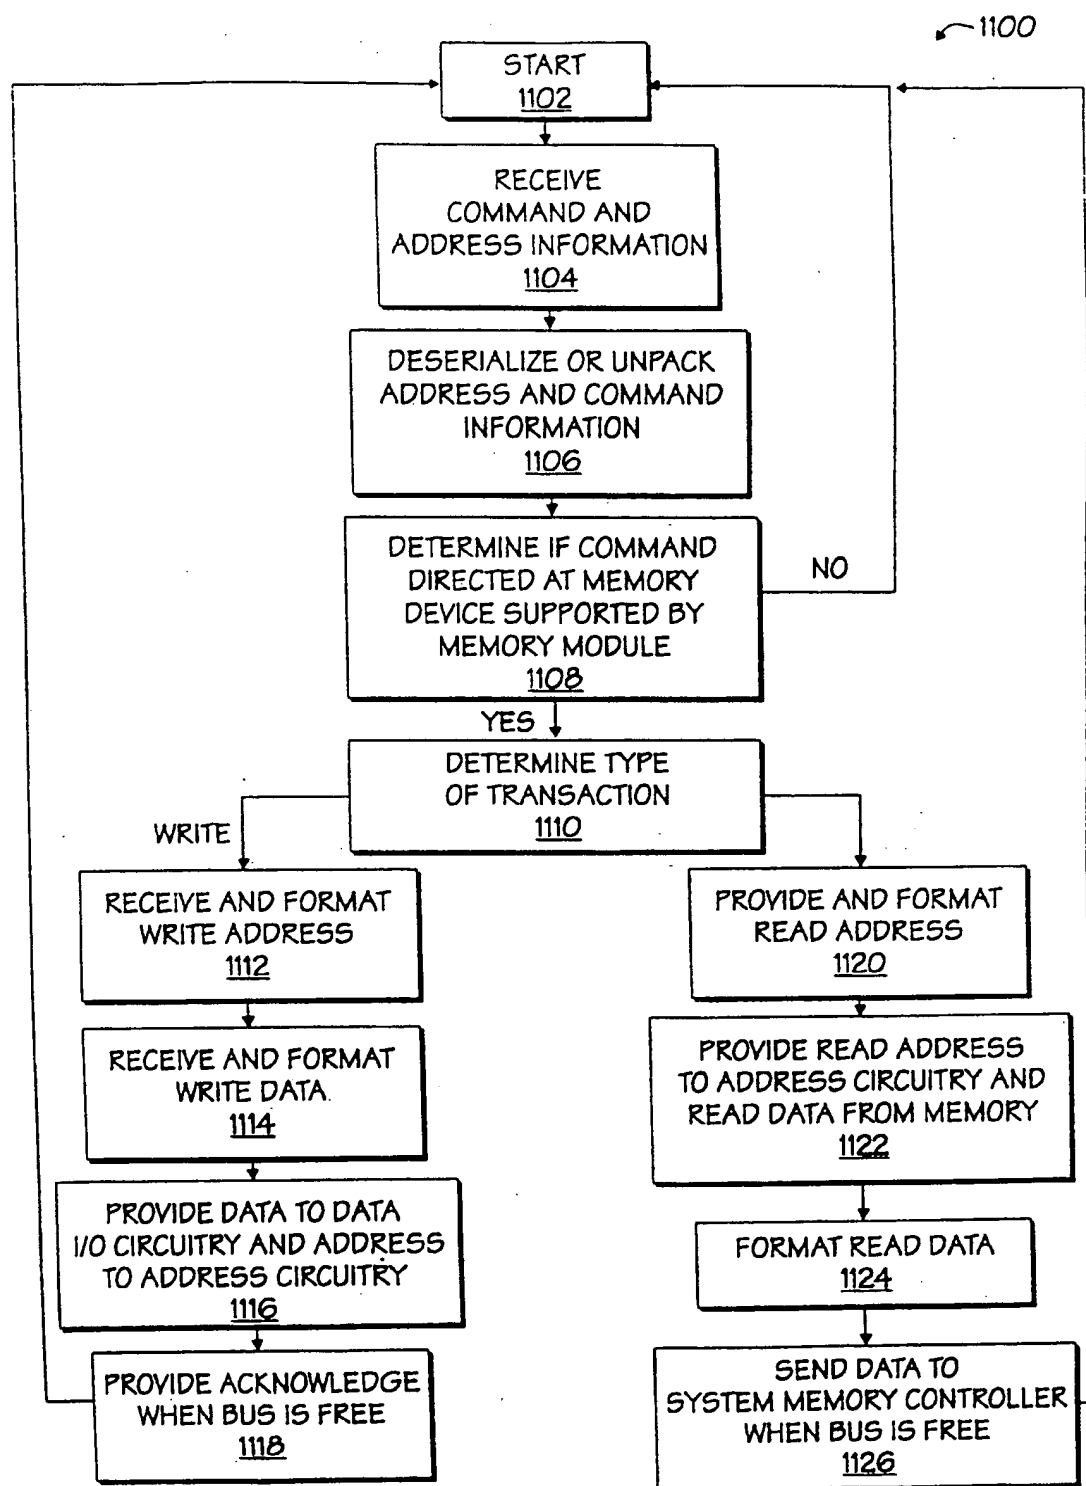 1100
START
1102
RECEIVE
COMMAND AND
ADDRESS INFORMATION
1104
DESERIALIZE OR UNPACK
ADDRESS AND COMMAND
INFORMATION
1106
DETERMINE IF COMMAND
DIRECTED AT MEMORY
DEVICE SUPPORTED BY
MEMORY MODULE
1108
NO
YES
DETERMINE TYPE
OF TRANSACTION
1110
WRITE
RECEIVE AND FORMAT
WRITE ADDRESS
1112
RECEIVE AND FORMAT
WRITE DATA
1114
PROVIDE DATA TO DATA
I/O CIRCUITRY AND ADDRESS
TO ADDRESS CIRCUITRY
1116
PROVIDE ACKNOWLEDGE
WHEN BUS IS FREE
1118
PROVIDE AND FORMAT
READ ADDRESS
1120
PROVIDE READ ADDRESS
TO ADDRESS CIRCUITRY AND
READ DATA FROM MEMORY
1122
FORMAT READ DATA
1124
SEND DATA TO
SYSTEM MEMORY CONTROLLER
WHEN BUS IS FREE
1126